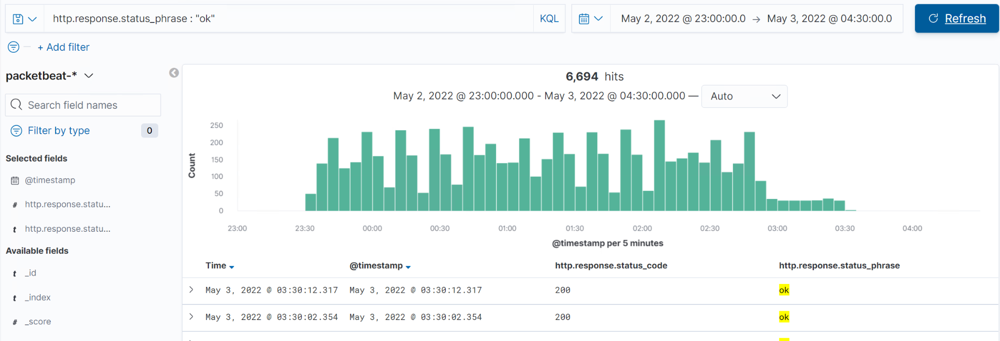 http.response.status_phrase : "ok"
KQL
May 2, 2022 @ 23:00:00.0 → May 3, 2022 @ 04:30:00.0
Refresh
+ Add filter
packetbeat-*
6,694 hits
May 2, 2022 @ 23:00:00.000 - May 3, 2022 @ 04:30:00.000 — Auto
Search field names
Filter by type 0
Selected fields
@timestamp
# http.response.statu...
t http.response.statu...
Available fields
t _id
t _index
# _score
Count
250
200
150
100
50
0
23:00 23:30 00:00 00:30 01:00 01:30 02:00 02:30 03:00 03:30 04:00
@timestamp per 5 minutes
Time @timestamp http.response.status_code http.response.status_phrase
May 3, 2022 @ 03:30:12.317 May 3, 2022 @ 03:30:12.317 200 ok
May 3, 2022 @ 03:30:02.354 May 3, 2022 @ 03:30:02.354 200 ok